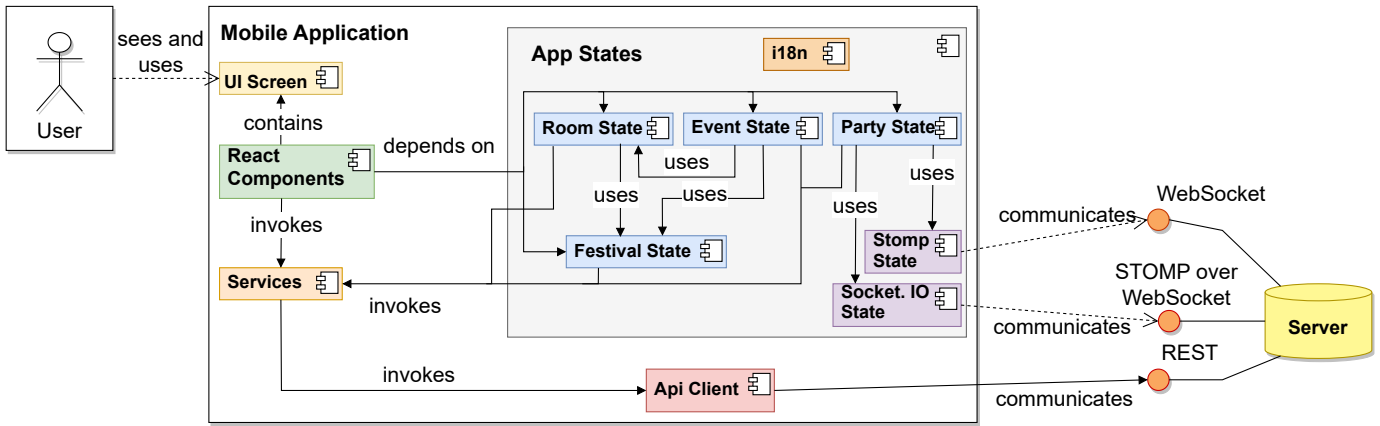 Mobile Application
App States
i18n
sees and
uses
UI Screen
User
contains
Room State
Event State
Party State
depends on
React
Components
uses
uses
uses
uses
uses
WebSocket
communicates
invokes
Stomp
State
Festival State
STOMP over
WebSocket
Services
invokes
Socket. IO
State
communicates
Server
REST
invokes
Api Client
communicates